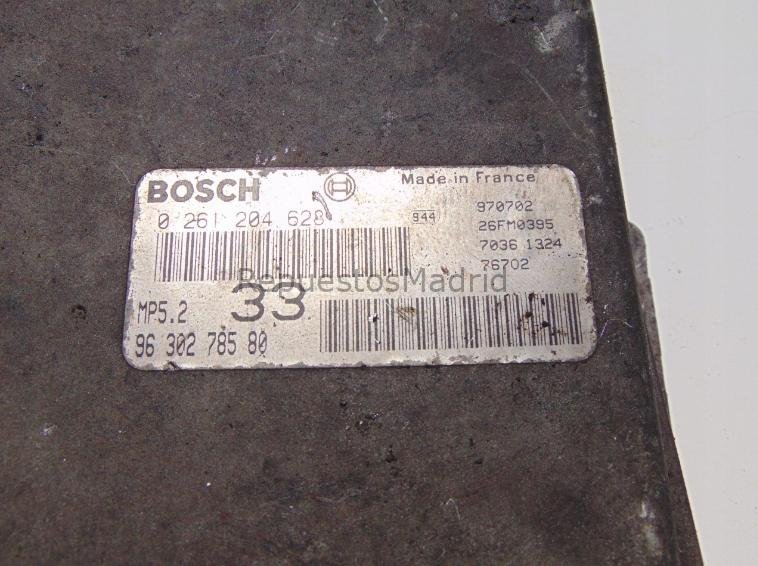 BOSCH
Made in France
0 261 204 628
944
970702
26FM0395
7036 1324
76702
RepuestosMadrid
33
MP5.2
96 302 785 80